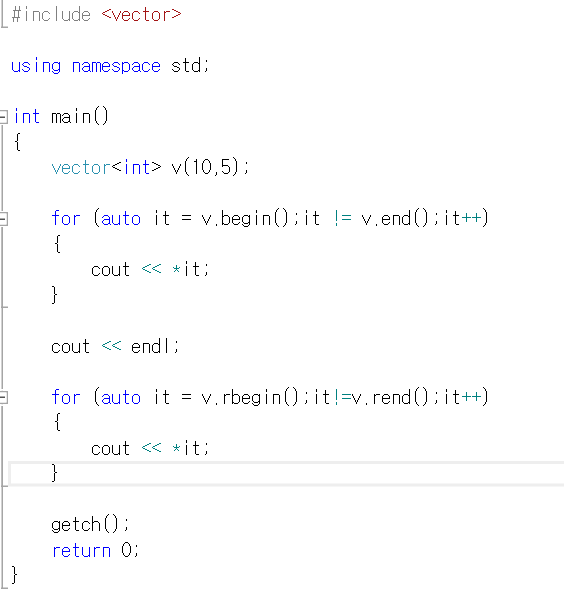 #include <vector>
using namespace std;
int main()
{
vector<int> v(10,5);
for (auto it = v.begin();it != v.end();it++)
{
cout << *it;
}
cout << endl;
for (auto it = v.rbegin();it!=v.rend();it++)
{
cout << *it;
}
getch();
return 0;
}